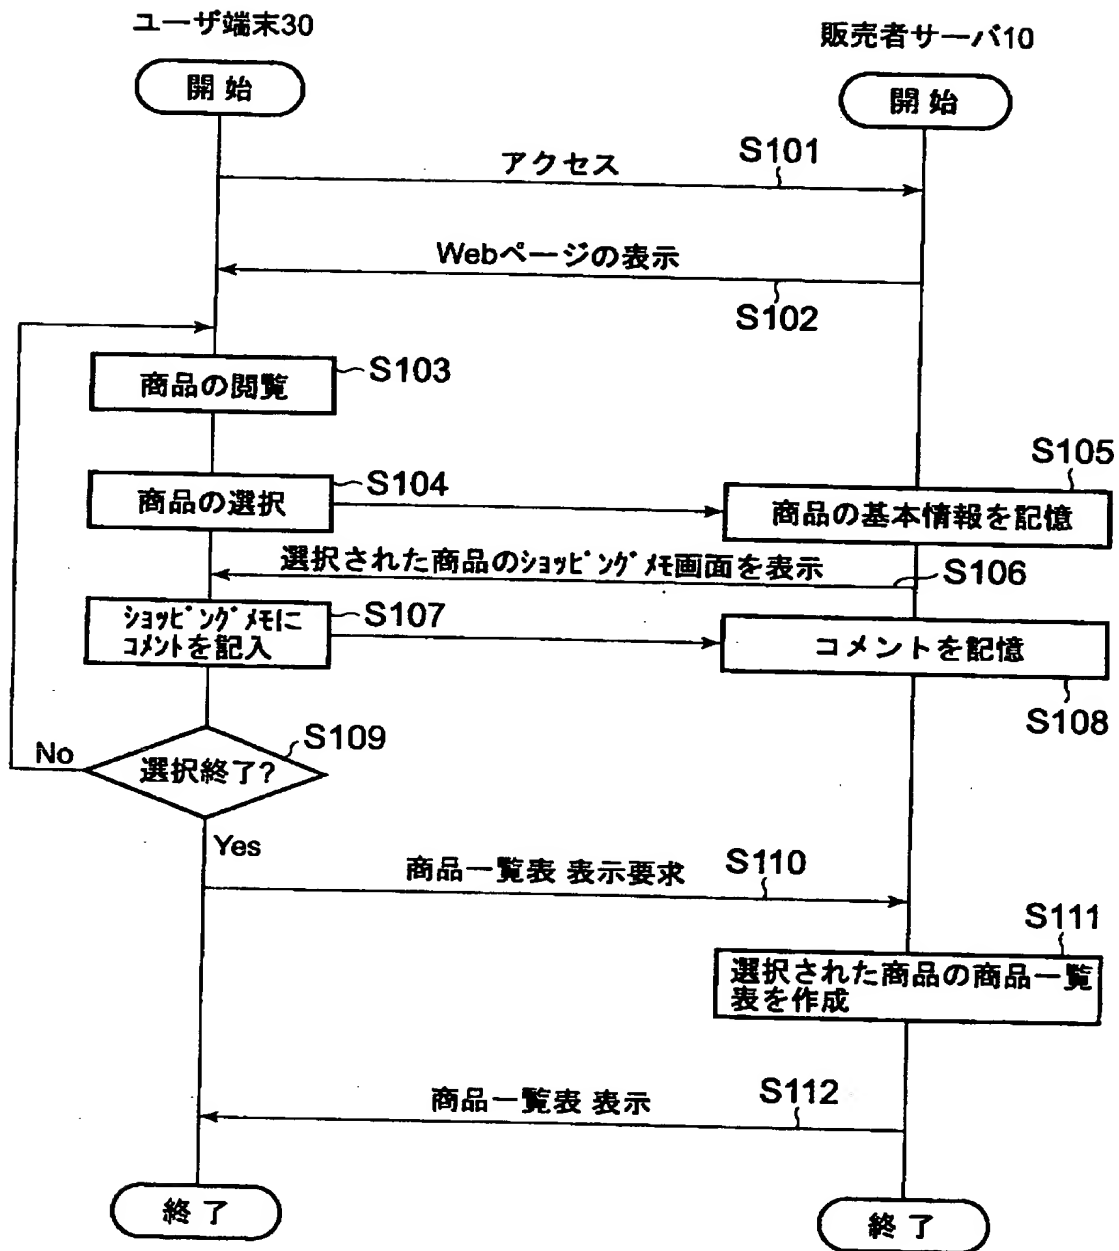 ユーザ端末30
販売者サーバ10
開 始
開 始
アクセス
S101
Webページの表示
S102
商品の閲覧
S103
商品の選択
S104
S105
商品の基本情報を記憶
選択された商品のショッピングメモ画面を表示
S106
ショッピングメモに
コメントを記入
S107
コメントを記憶
S108
S109
選択終了?
No
Yes
商品一覧表 表示要求
S110
S111
選択された商品の商品一覧
表を作成
商品一覧表 表示
S112
終 了
終 了